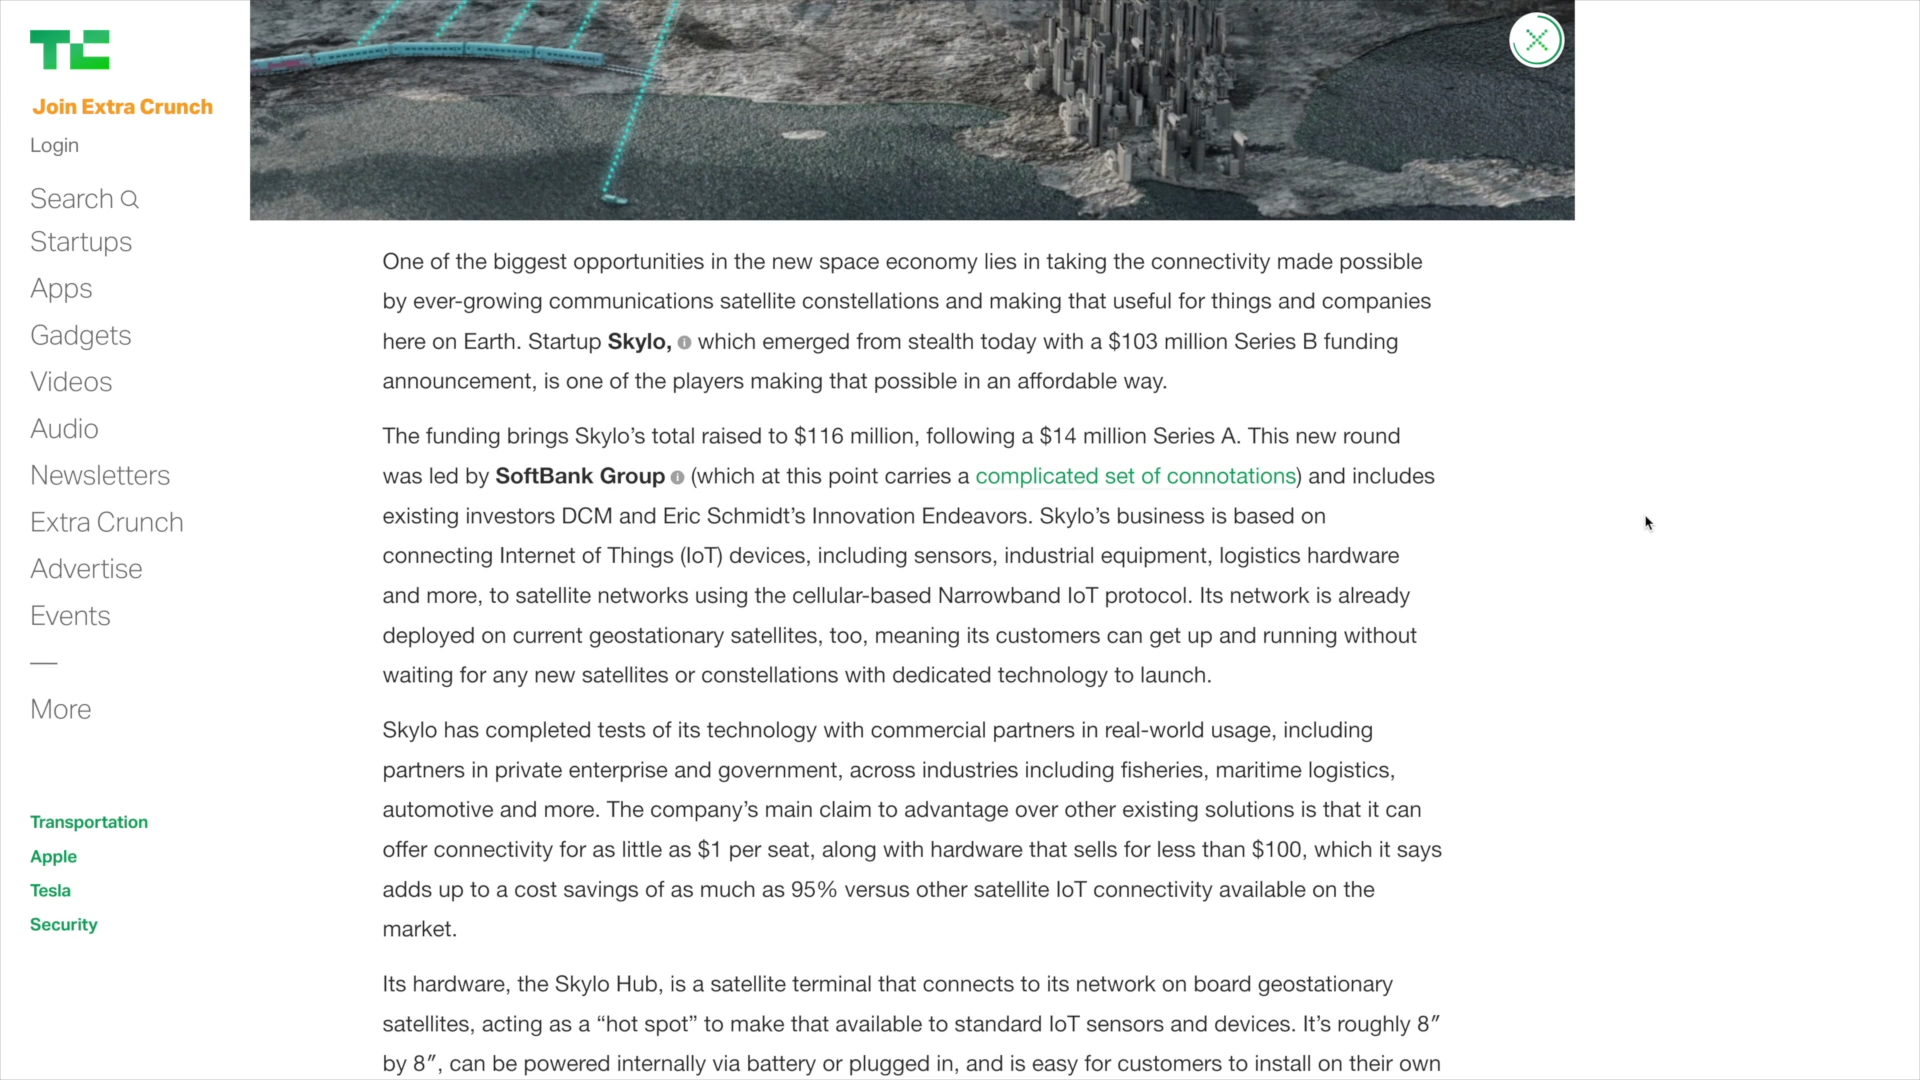 TC
Join Extra Crunch
Login
Search
Startups
Apps
Gadgets
Videos
Audio
Newsletters
Extra Crunch
Advertise
Events
—
More
Transportation
Apple
Tesla
Security
One of the biggest opportunities in the new space economy lies in taking the connectivity made possible
by ever-growing communications satellite constellations and making that useful for things and companies
here on Earth. Startup Skylo, which emerged from stealth today with a $103 million Series B funding
announcement, is one of the players making that possible in an affordable way.
The funding brings Skylo’s total raised to $116 million, following a $14 million Series A. This new round
was led by SoftBank Group (which at this point carries a complicated set of connotations) and includes
existing investors DCM and Eric Schmidt’s Innovation Endeavors. Skylo’s business is based on
connecting Internet of Things (IoT) devices, including sensors, industrial equipment, logistics hardware
and more, to satellite networks using the cellular-based Narrowband IoT protocol. Its network is already
deployed on current geostationary satellites, too, meaning its customers can get up and running without
waiting for any new satellites or constellations with dedicated technology to launch.
Skylo has completed tests of its technology with commercial partners in real-world usage, including
partners in private enterprise and government, across industries including fisheries, maritime logistics,
automotive and more. The company’s main claim to advantage over other existing solutions is that it can
offer connectivity for as little as $1 per seat, along with hardware that sells for less than $100, which it says
adds up to a cost savings of as much as 95% versus other satellite IoT connectivity available on the
market.
Its hardware, the Skylo Hub, is a satellite terminal that connects to its network on board geostationary
satellites, acting as a “hot spot” to make that available to standard IoT sensors and devices. It’s roughly 8″
by 8″, can be powered internally via battery or plugged in, and is easy for customers to install on their own